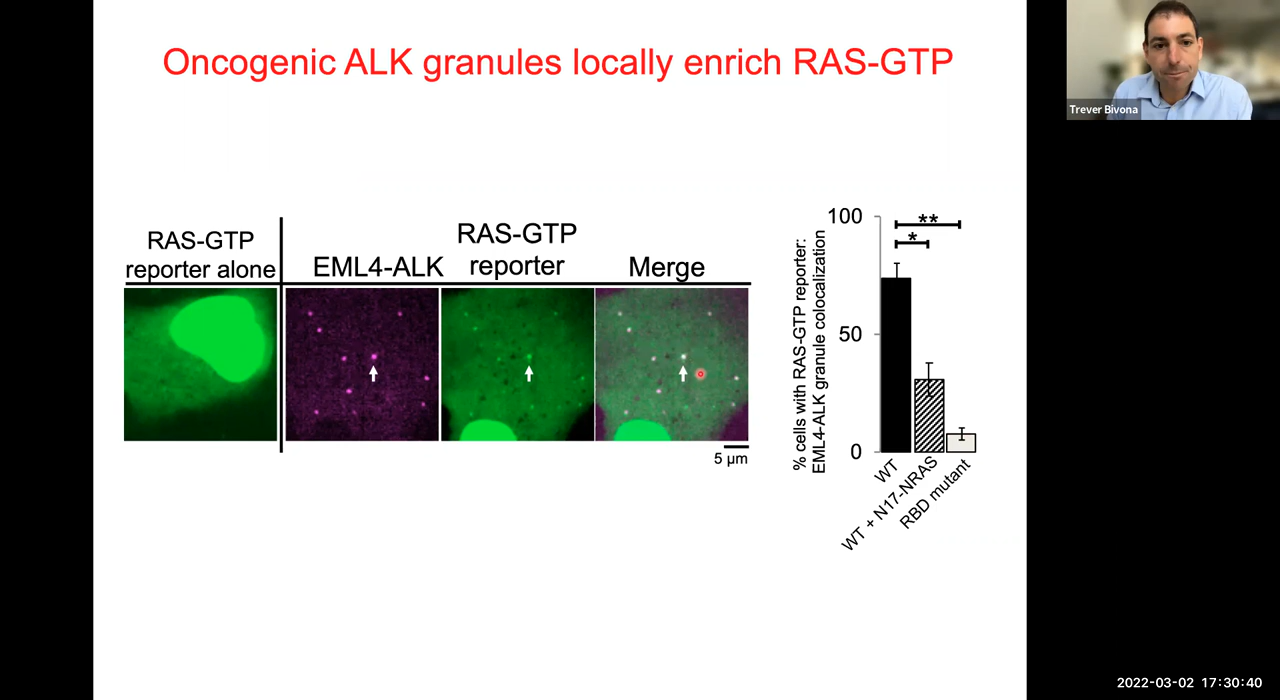 Oncogenic ALK granules locally enrich RAS-GTP
Trever Bivona
RAS-GTP
reporter alone
EML4-ALK
RAS-GTP
reporter
Merge
5 μm
% cells with RAS-GTP reporter:
EML4-ALK granule colocalization
100
50
0
**
*
WT
WT + N17-NRAS
RBD mutant
2022-03-02 17:30:40